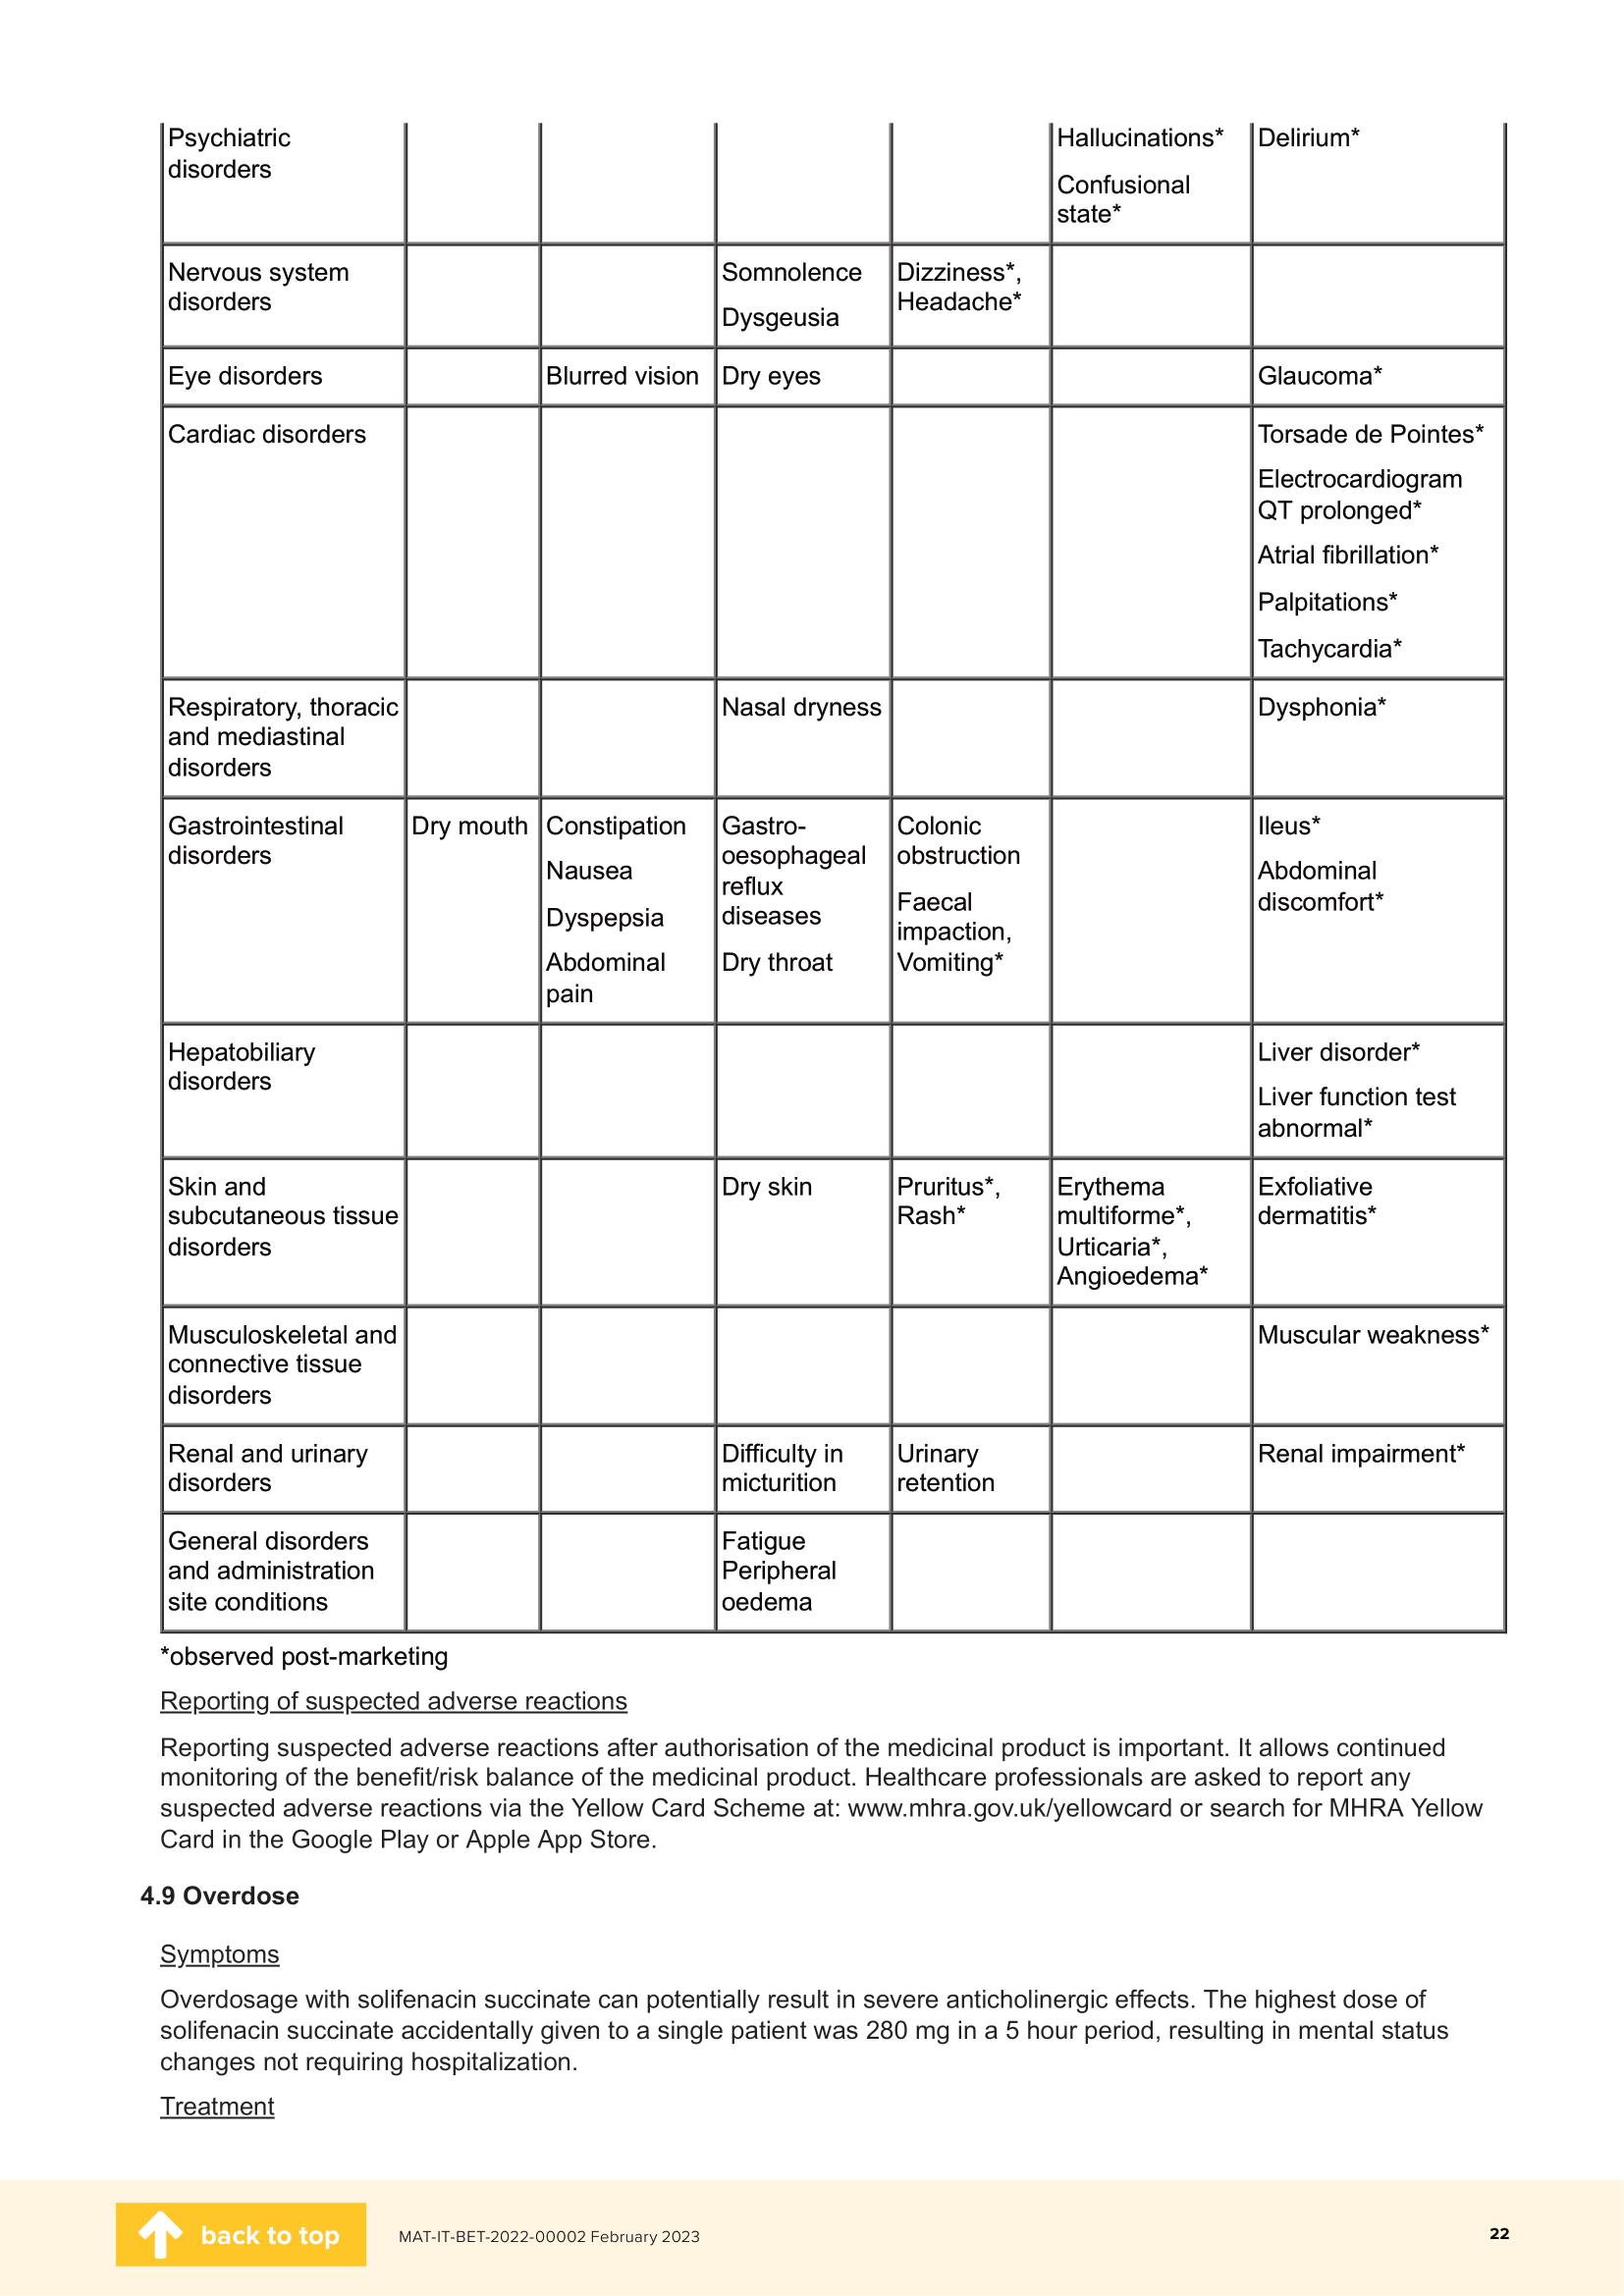 Psychiatric
disorders
Hallucinations*
Confusional
state*
Delirium*
Nervous system
disorders
Somnolence
Dysgeusia
Dizziness*,
Headache*
Eye disorders
Blurred vision
Dry eyes
Glaucoma*
Cardiac disorders
Torsade de Pointes*
Electrocardiogram
QT prolonged*
Atrial fibrillation*
Palpitations*
Tachycardia*
Respiratory, thoracic
and mediastinal
disorders
Nasal dryness
Dysphonia*
Gastrointestinal
disorders
Dry mouth
Constipation
Nausea
Dyspepsia
Abdominal
pain
Gastro-
oesophageal
reflux
diseases
Dry throat
Colonic
obstruction
Faecal
impaction,
Vomiting*
Ileus*
Abdominal
discomfort*
Hepatobiliary
disorders
Liver disorder*
Liver function test
abnormal*
Skin and
subcutaneous tissue
disorders
Dry skin
Pruritus*,
Rash*
Erythema
multiforme*,
Urticaria*,
Angioedema*
Exfoliative
dermatitis*
Musculoskeletal and
connective tissue
disorders
Muscular weakness*
Renal and urinary
disorders
Difficulty in
micturition
Urinary
retention
Renal impairment*
General disorders
and administration
site conditions
Fatigue
Peripheral
oedema
*observed post-marketing
Reporting of suspected adverse reactions
Reporting suspected adverse reactions after authorisation of the medicinal product is important. It allows continued
monitoring of the benefit/risk balance of the medicinal product. Healthcare professionals are asked to report any
suspected adverse reactions via the Yellow Card Scheme at: www.mhra.gov.uk/yellowcard or search for MHRA Yellow
Card in the Google Play or Apple App Store.
4.9 Overdose
Symptoms
Overdosage with solifenacin succinate can potentially result in severe anticholinergic effects. The highest dose of
solifenacin succinate accidentally given to a single patient was 280 mg in a 5 hour period, resulting in mental status
changes not requiring hospitalization.
Treatment
back to top
MAT-IT-BET-2022-00002 February 2023
22